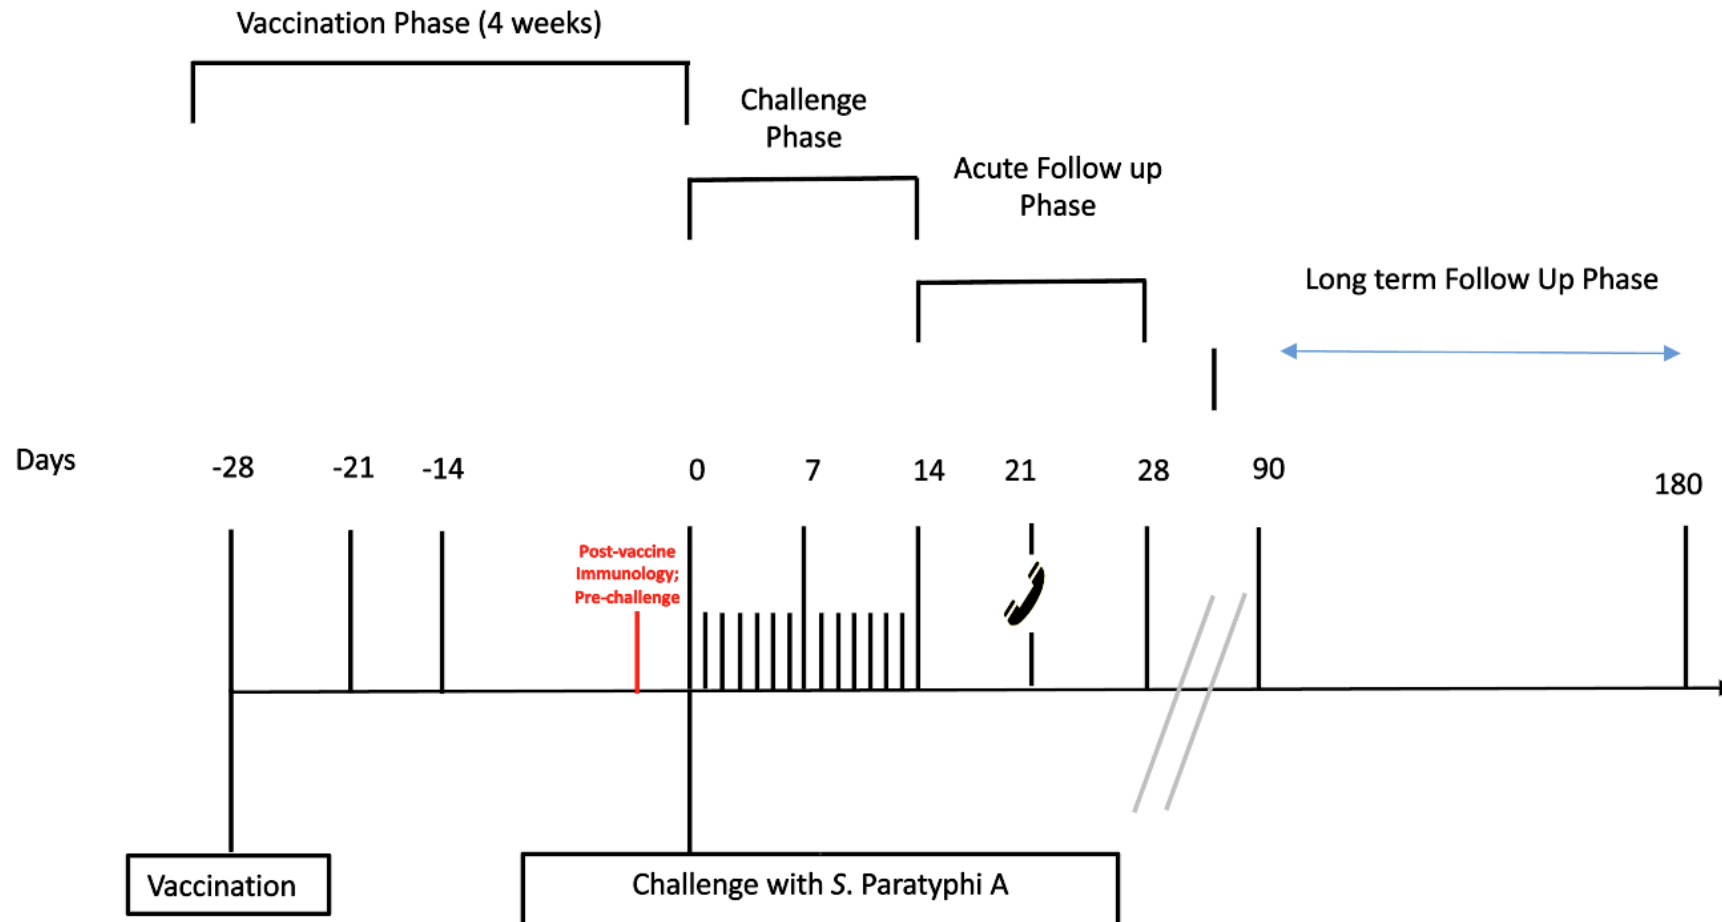 Vaccination Phase (4 weeks)
Challenge
Phase
Acute Follow up
Phase
Long term Follow Up Phase
Days
-28
-21
-14
0
7
14
21
28
90
180
Post-vaccine
Immunology;
Pre-challenge
Vaccination
Challenge with S. Paratyphi A